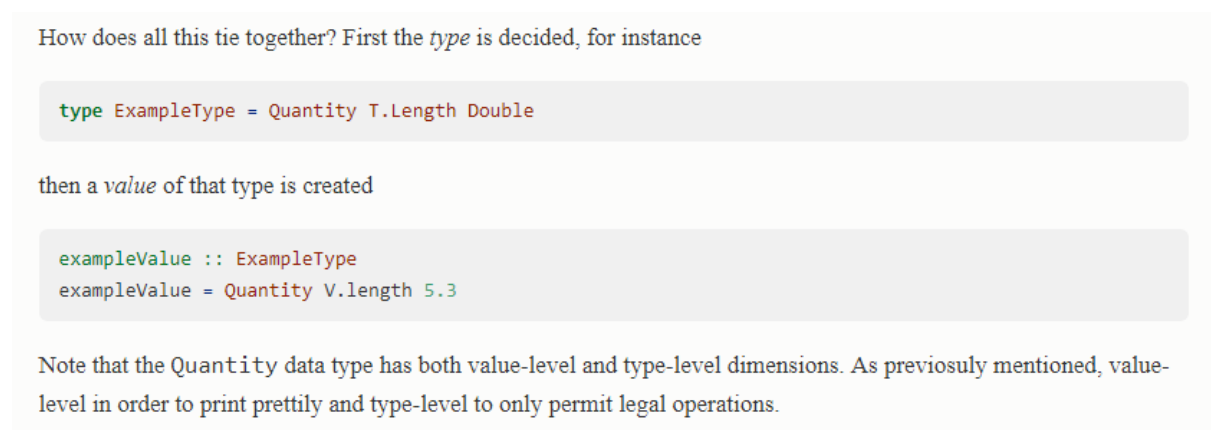 How does all this tie together? First the type is decided, for instance
type ExampleType = Quantity T.Length Double
then a value of that type is created
exampleValue :: ExampleType
exampleValue = Quantity V.length 5.3
Note that the Quantity data type has both value-level and type-level dimensions. As previosuly mentioned, value-
level in order to print prettily and type-level to only permit legal operations.